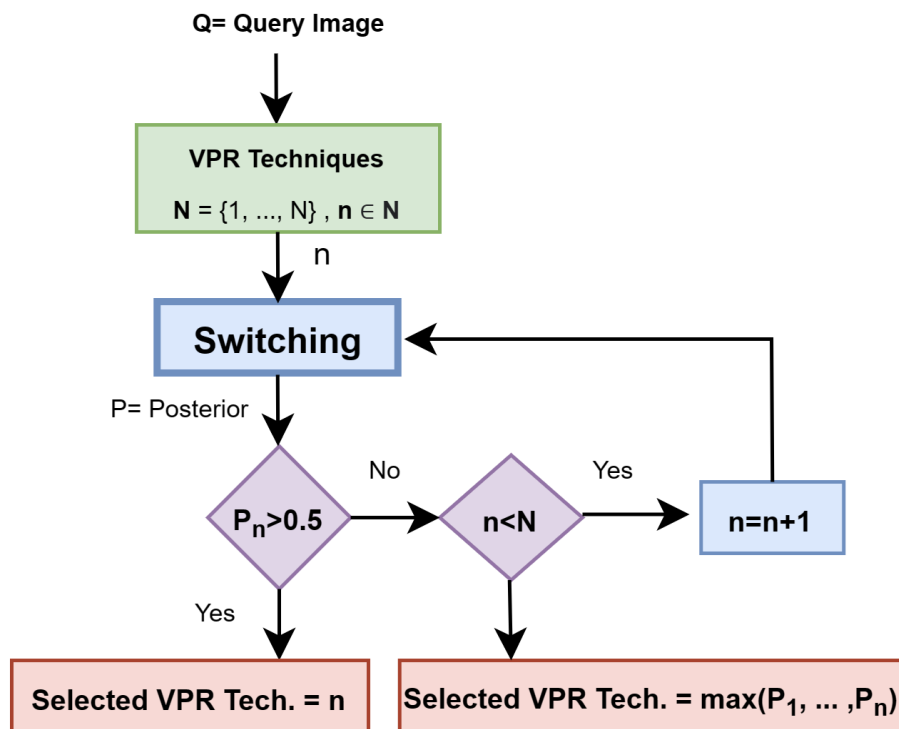 Q= Query Image
VPR Techniques
N = {1, ..., N} , n ∈ N
n
Switching
P= Posterior
No
Yes
Pₙ>0.5
n<N
n=n+1
Yes
Selected VPR Tech. = n
Selected VPR Tech. = max(P₁, ... ,Pₙ)